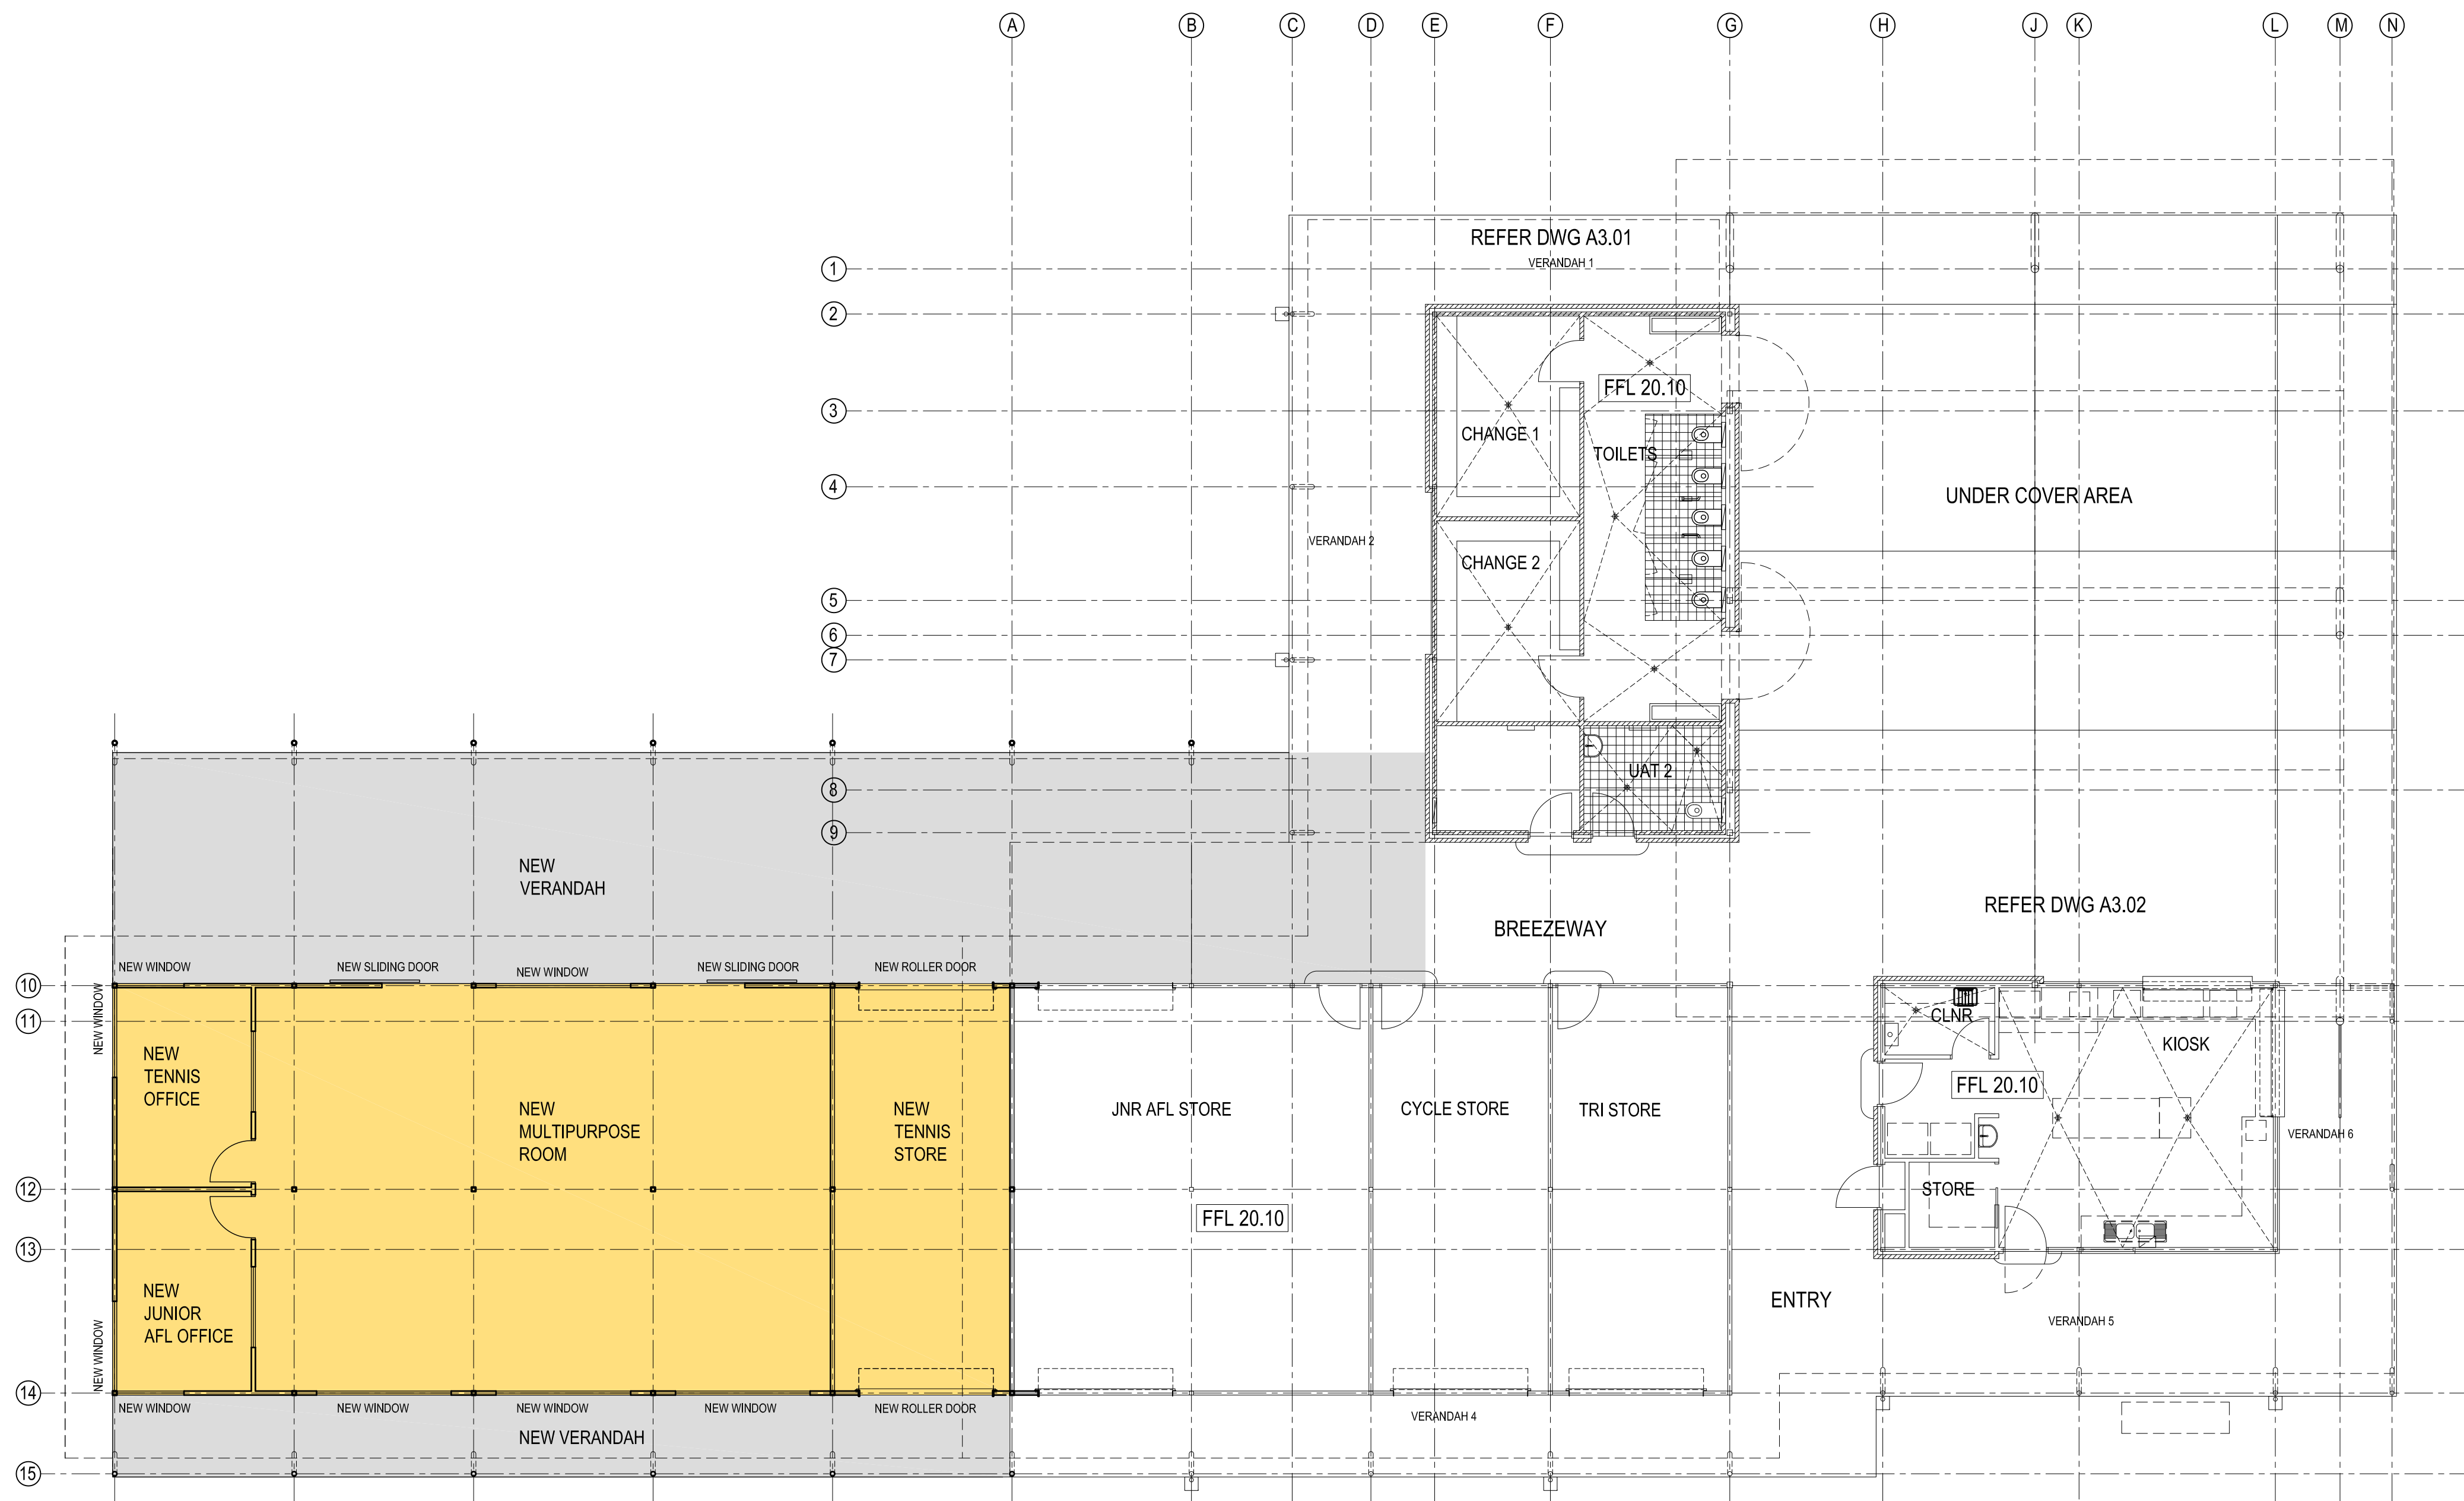 A B C D E F G H J K L M N
REFER DWG A3.01
VERANDAH 1
1
2
3
FFL 20.10
CHANGE 1
TOILETS
4
UNDER COVER AREA
VERANDAH 2
CHANGE 2
5
6
7
UAT 2
8
9
NEW
VERANDAH
REFER DWG A3.02
BREEZEWAY
NEW WINDOW NEW SLIDING DOOR NEW WINDOW NEW SLIDING DOOR NEW ROLLER DOOR
10
NEW WINDOW
11
CLNR
KIOSK
NEW
TENNIS
OFFICE
FFL 20.10
NEW
MULTIPURPOSE
ROOM
NEW
TENNIS
STORE
JNR AFL STORE
CYCLE STORE
TRI STORE
VERANDAH 6
12
STORE
FFL 20.10
13
NEW
JUNIOR
AFL OFFICE
ENTRY
VERANDAH 5
NEW WINDOW
14
NEW WINDOW NEW WINDOW NEW WINDOW NEW WINDOW NEW ROLLER DOOR
VERANDAH 4
NEW VERANDAH
15